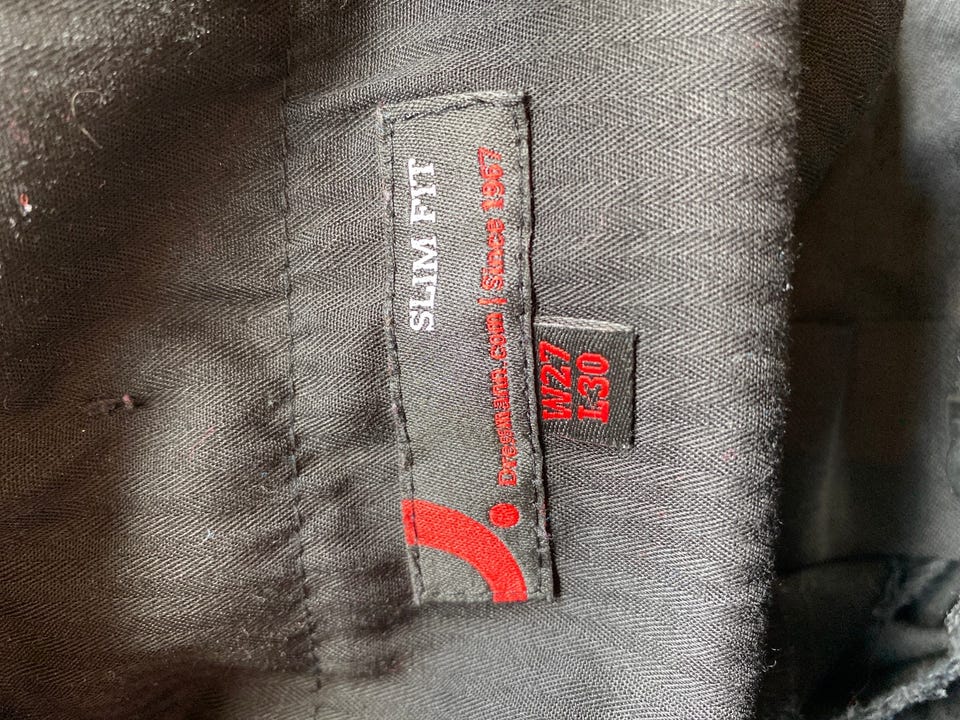 SLIM FIT
Dressmann.com | Since 1967
W27
L30